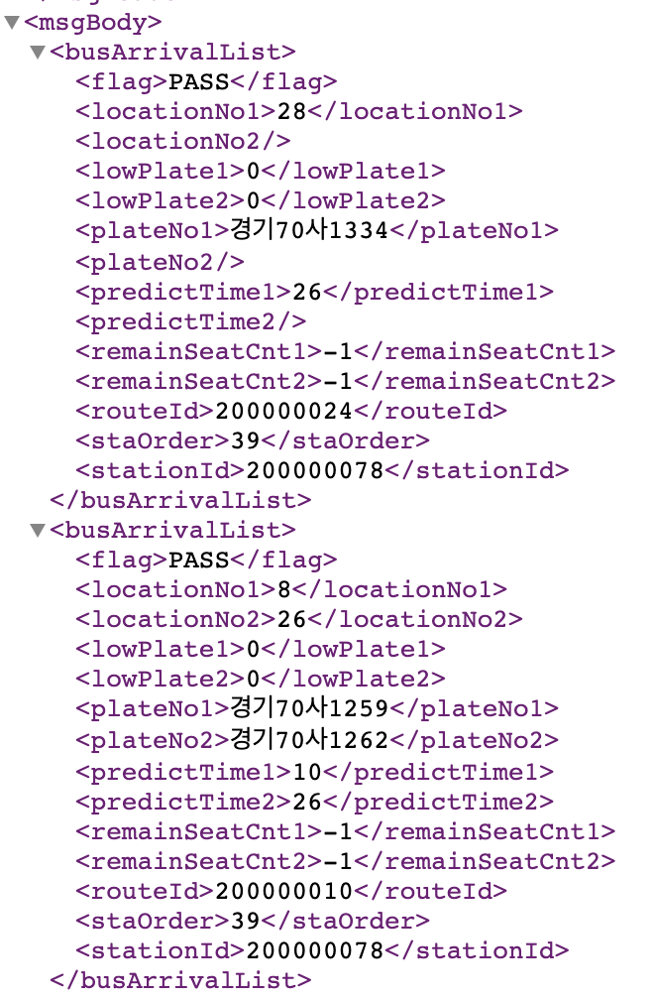 <msgBody>
<busArrivalList>
<flag>PASS</flag>
<locationNo1>28</locationNo1>
<locationNo2/>
<lowPlate1>0</lowPlate1>
<lowPlate2>0</lowPlate2>
<plateNo1>경기70사1334</plateNo1>
<plateNo2/>
<predictTime1>26</predictTime1>
<predictTime2/>
<remainSeatCnt1>-1</remainSeatCnt1>
<remainSeatCnt2>-1</remainSeatCnt2>
<routeId>200000024</routeId>
<staOrder>39</staOrder>
<stationId>200000078</stationId>
</busArrivalList>
<busArrivalList>
<flag>PASS</flag>
<locationNo1>8</locationNo1>
<locationNo2>26</locationNo2>
<lowPlate1>0</lowPlate1>
<lowPlate2>0</lowPlate2>
<plateNo1>경기70사1259</plateNo1>
<plateNo2>경기70사1262</plateNo2>
<predictTime1>10</predictTime1>
<predictTime2>26</predictTime2>
<remainSeatCnt1>-1</remainSeatCnt1>
<remainSeatCnt2>-1</remainSeatCnt2>
<routeId>200000010</routeId>
<staOrder>39</staOrder>
<stationId>200000078</stationId>
</busArrivalList>